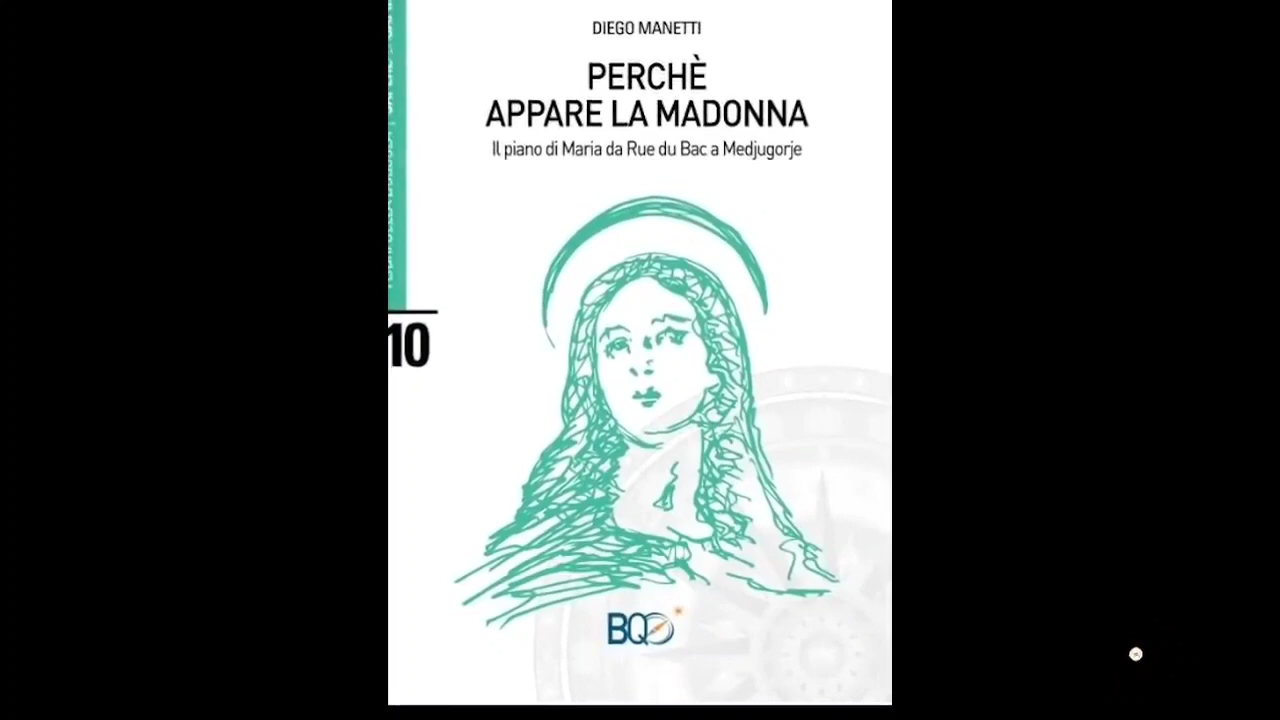 DIEGO MANETTI
PERCHÈ
APPARE LA MADONNA
Il piano di Maria da Rue du Bac a Medjugorje
10
BQ